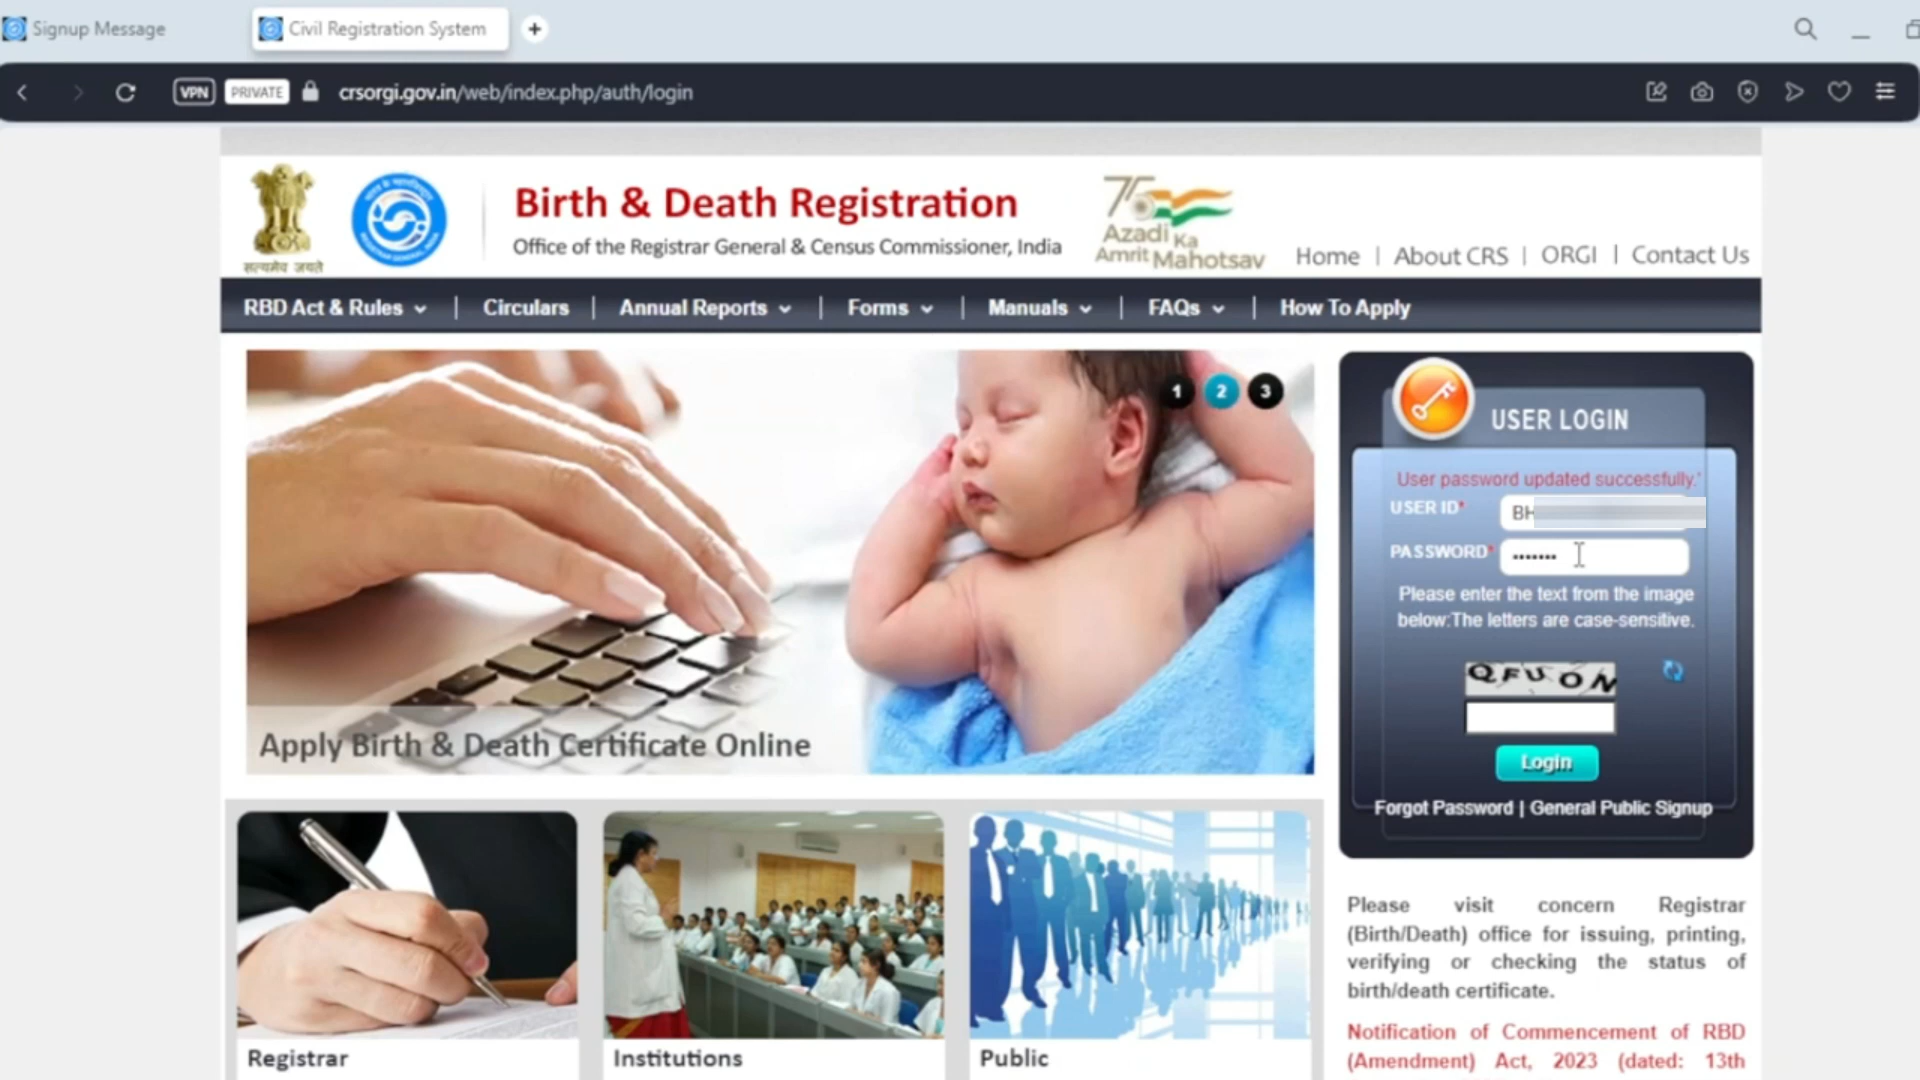 Signup Message
Civil Registration System
VPN PRIVATE crsorgi.gov.in/web/index.php/auth/login
सत्यमेव जयते
Birth & Death Registration
Office of the Registrar General & Census Commissioner, India
75
Azadi Ka
Amrit Mahotsav
Home | About CRS | ORGI | Contact Us
RBD Act & Rules | Circulars | Annual Reports | Forms | Manuals | FAQs | How To Apply
1 2 3
Apply Birth & Death Certificate Online
USER LOGIN
User password updated successfully.*
USER ID* BH
PASSWORD* •••••••
Please enter the text from the image
below:The letters are case-sensitive.
QFUON
Login
Forgot Password | General Public Signup
Registrar
Institutions
Public
Please visit concern Registrar
(Birth/Death) office for issuing, printing,
verifying or checking the status of
birth/death certificate.
Notification of Commencement of RBD
(Amendment) Act, 2023 (dated: 13th